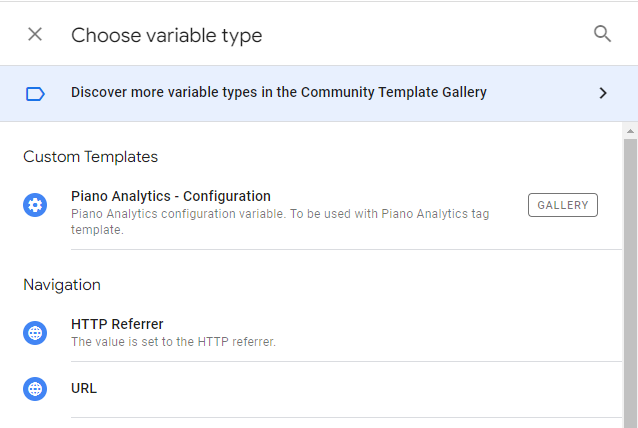 Choose variable type
Discover more variable types in the Community Template Gallery
Custom Templates
Piano Analytics - Configuration
Piano Analytics configuration variable. To be used with Piano Analytics tag
template.
GALLERY
Navigation
HTTP Referrer
The value is set to the HTTP referrer.
URL